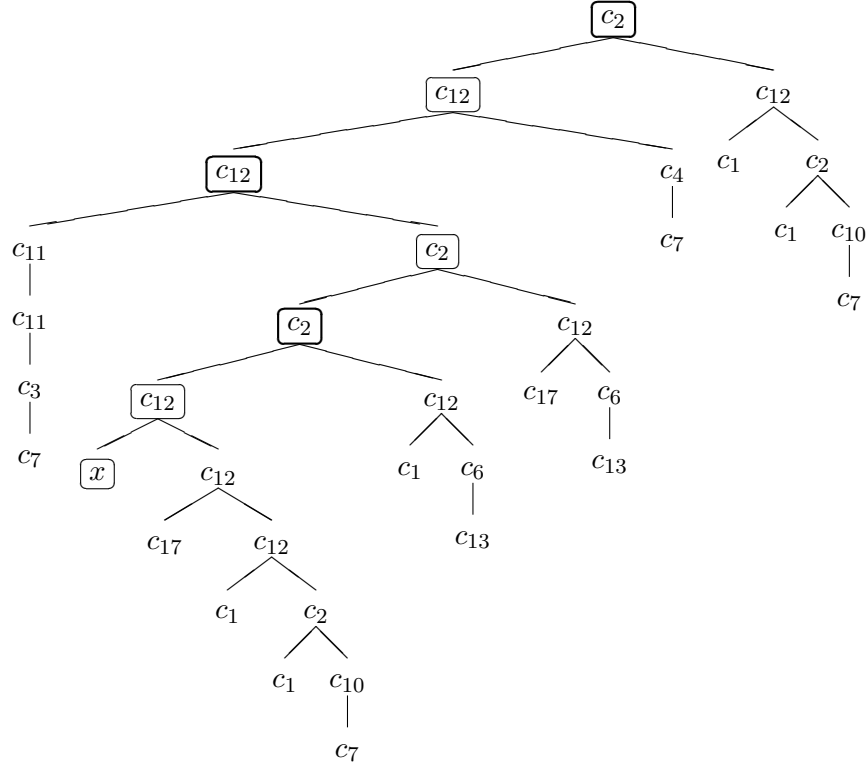 c₂
c₁₂ c₁₂
c₁₂ c₄ c₁ c₂
c₁₁ c₂ c₇ c₁ c₁₀
c₁₁ c₂ c₁₂ c₇
c₃ c₁₂ c₁₂ c₁₇ c₆
c₇ x c₁₂ c₁ c₆ c₁₃
c₁₇ c₁₂ c₁₃
c₁ c₂
c₁ c₁₀
c₇